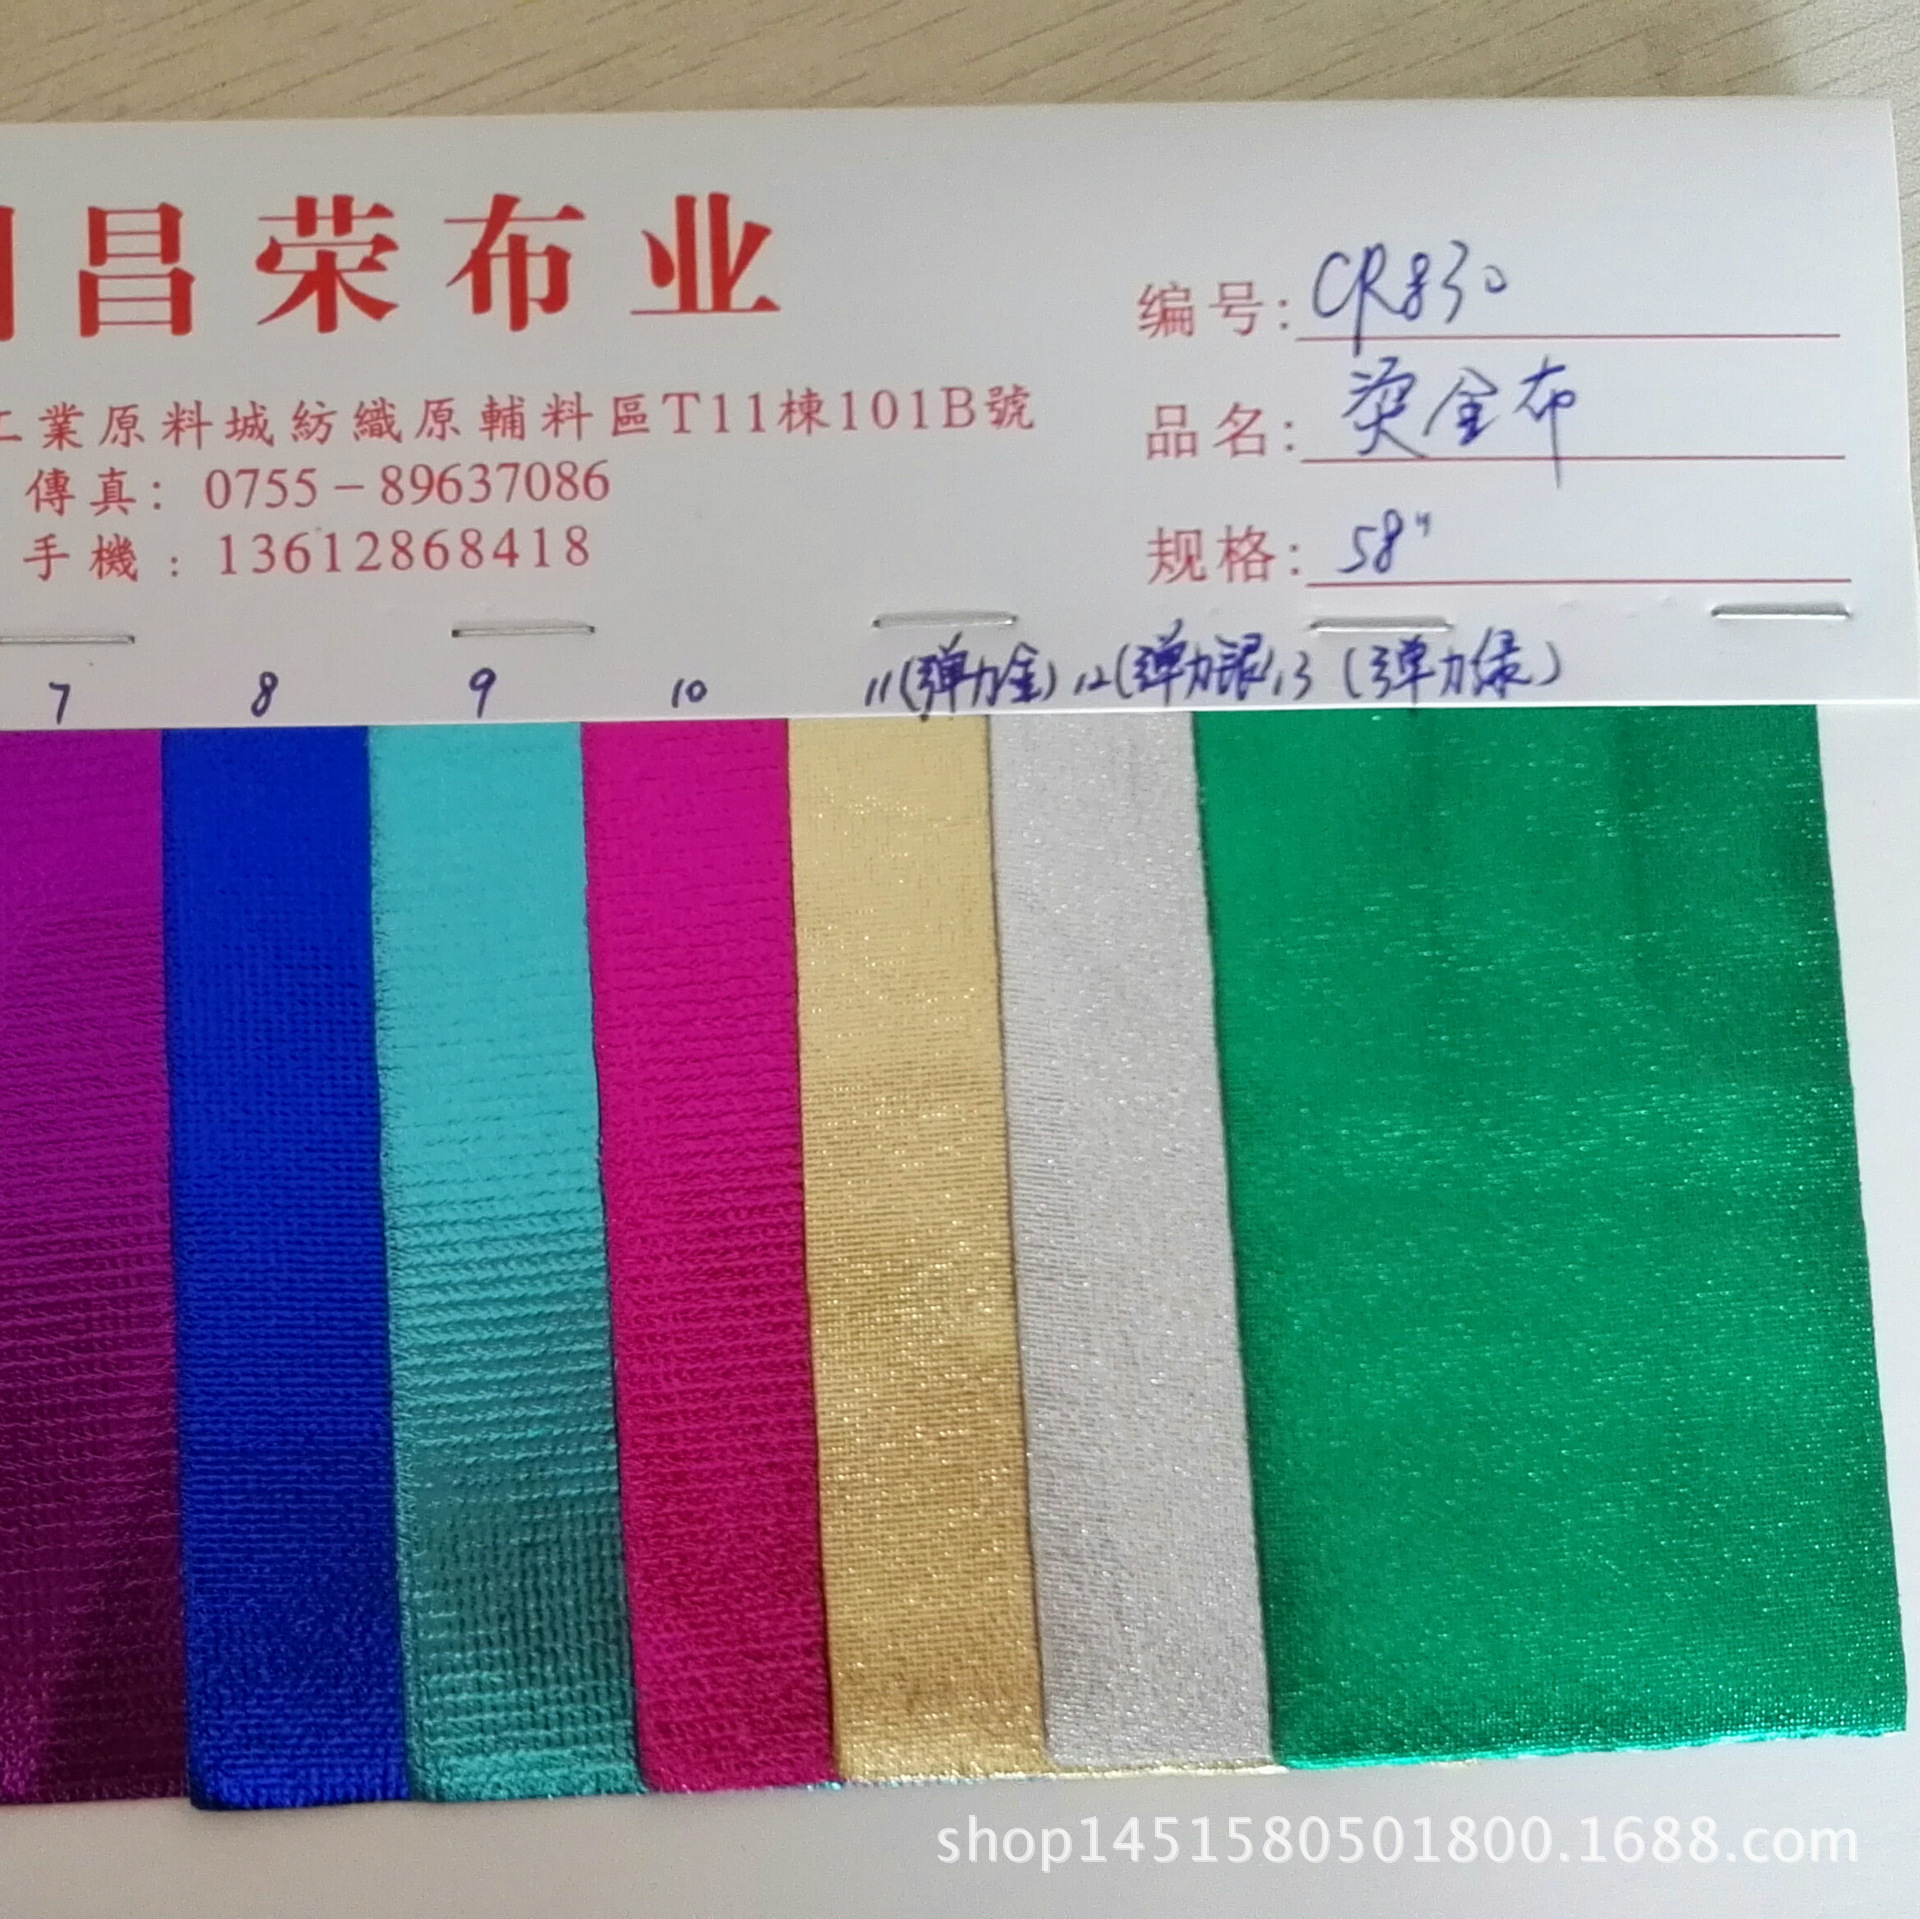 昌荣布业
編号: CR830
業原料城紡織原輔料區T11棟101B號
品名: 烫金布
傳真: 0755-89637086
手機: 13612868418
规格: 58"
7 8 9 10 11(弹力金) 12(弹力银) 13 (弹力绿)
shop1451580501800.1688.com